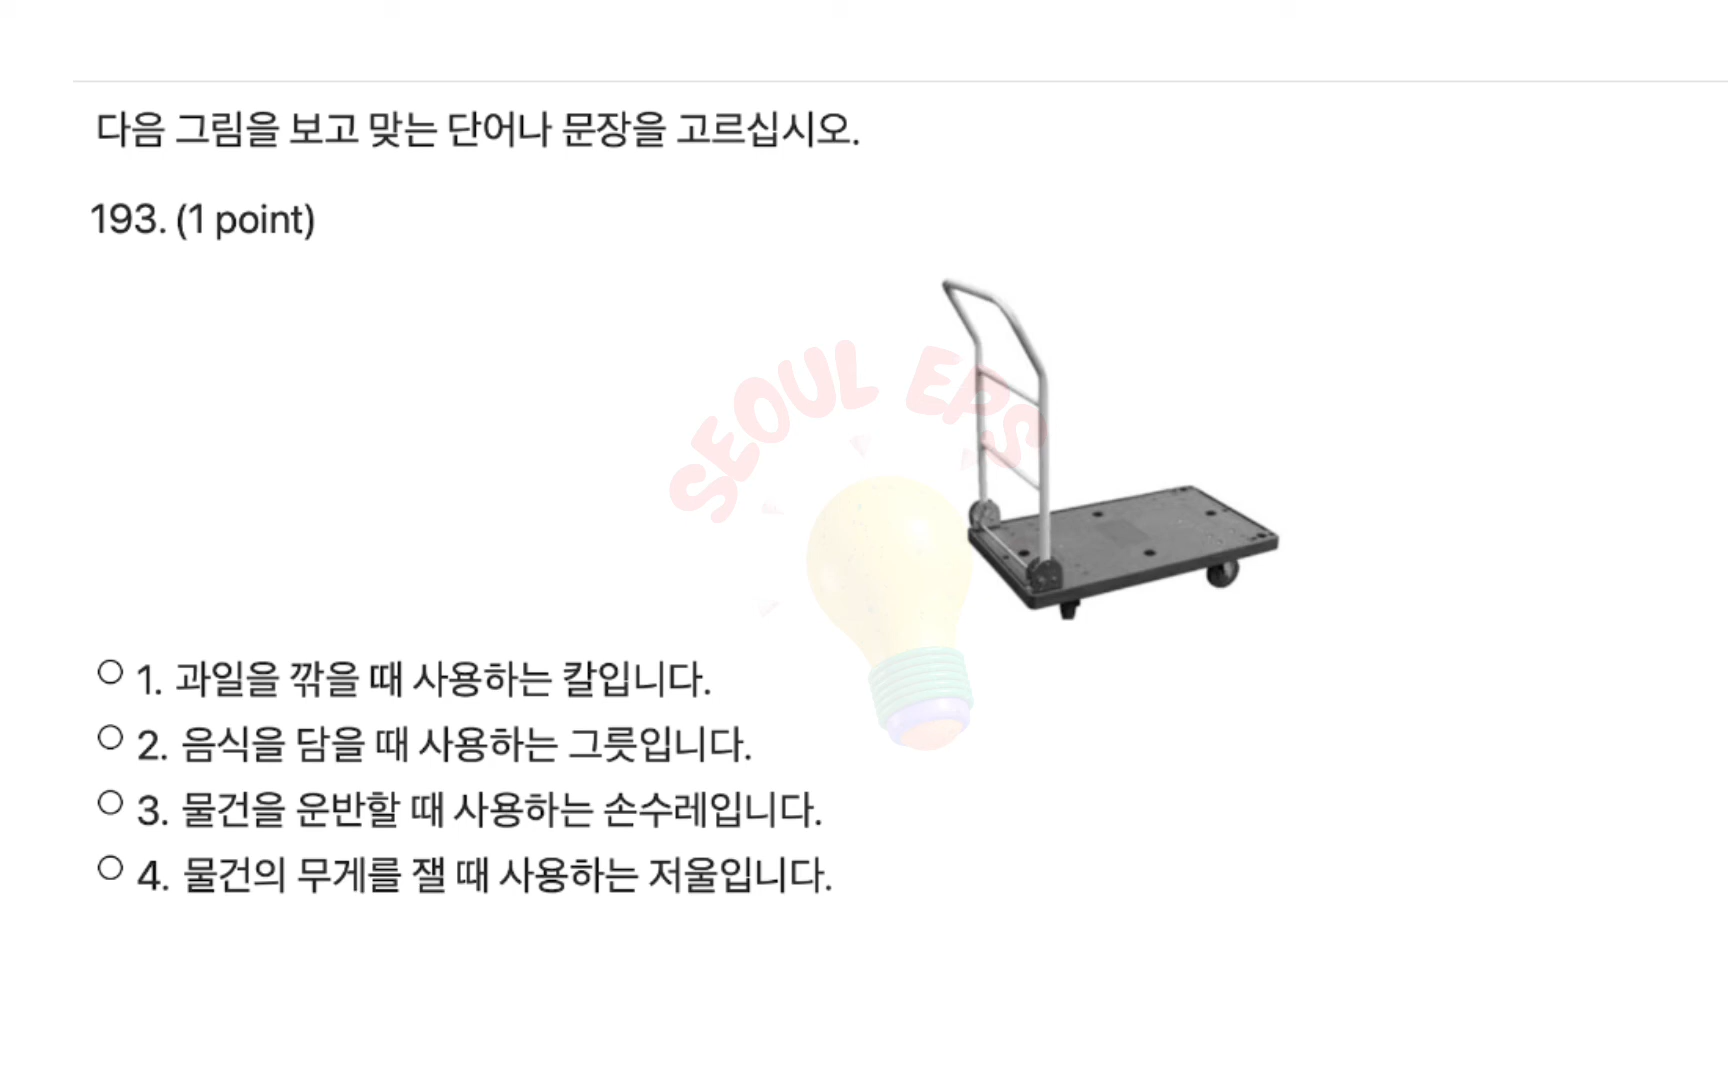 다음 그림을 보고 맞는 단어나 문장을 고르십시오.
193. (1 point)
SEOUL EPS
1. 과일을 깎을 때 사용하는 칼입니다.
2. 음식을 담을 때 사용하는 그릇입니다.
3. 물건을 운반할 때 사용하는 손수레입니다.
4. 물건의 무게를 잴 때 사용하는 저울입니다.